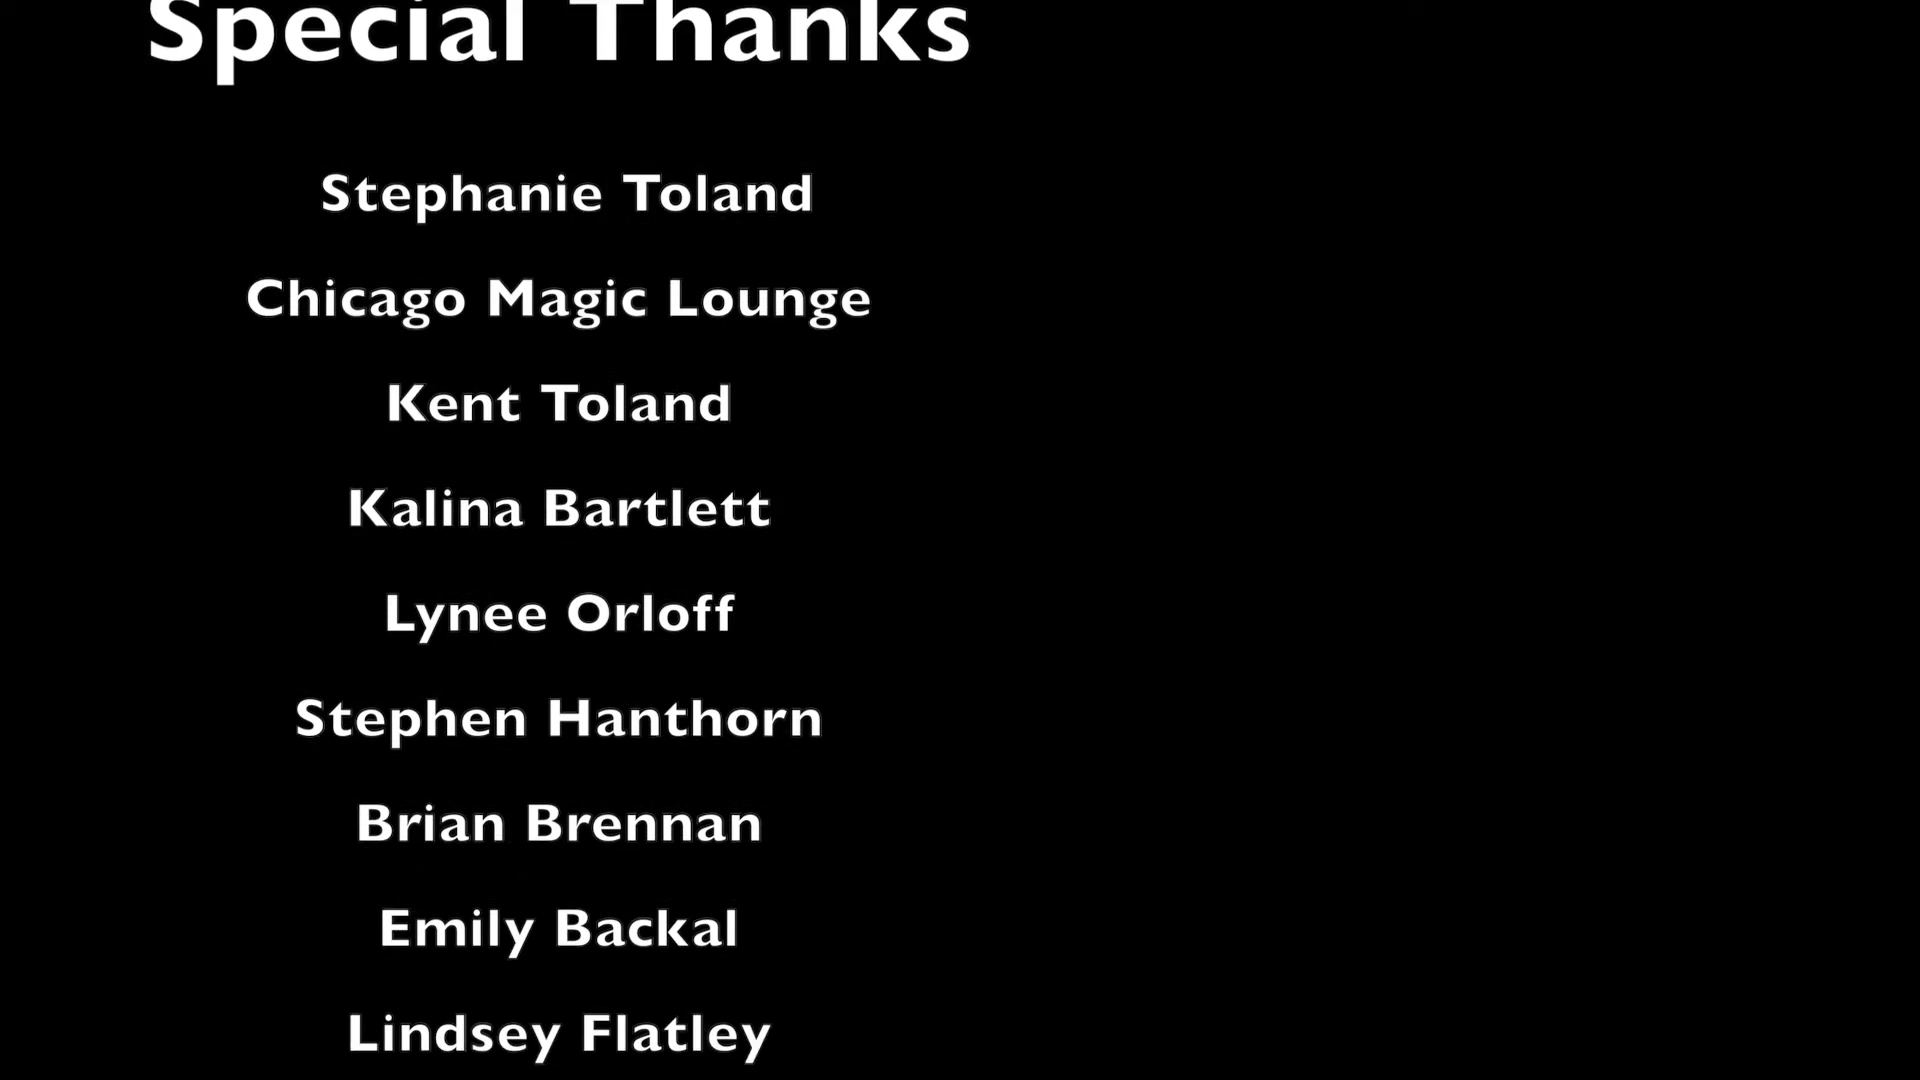 Special Thanks
Stephanie Toland
Chicago Magic Lounge
Kent Toland
Kalina Bartlett
Lynee Orloff
Stephen Hanthorn
Brian Brennan
Emily Backal
Lindsey Flatley